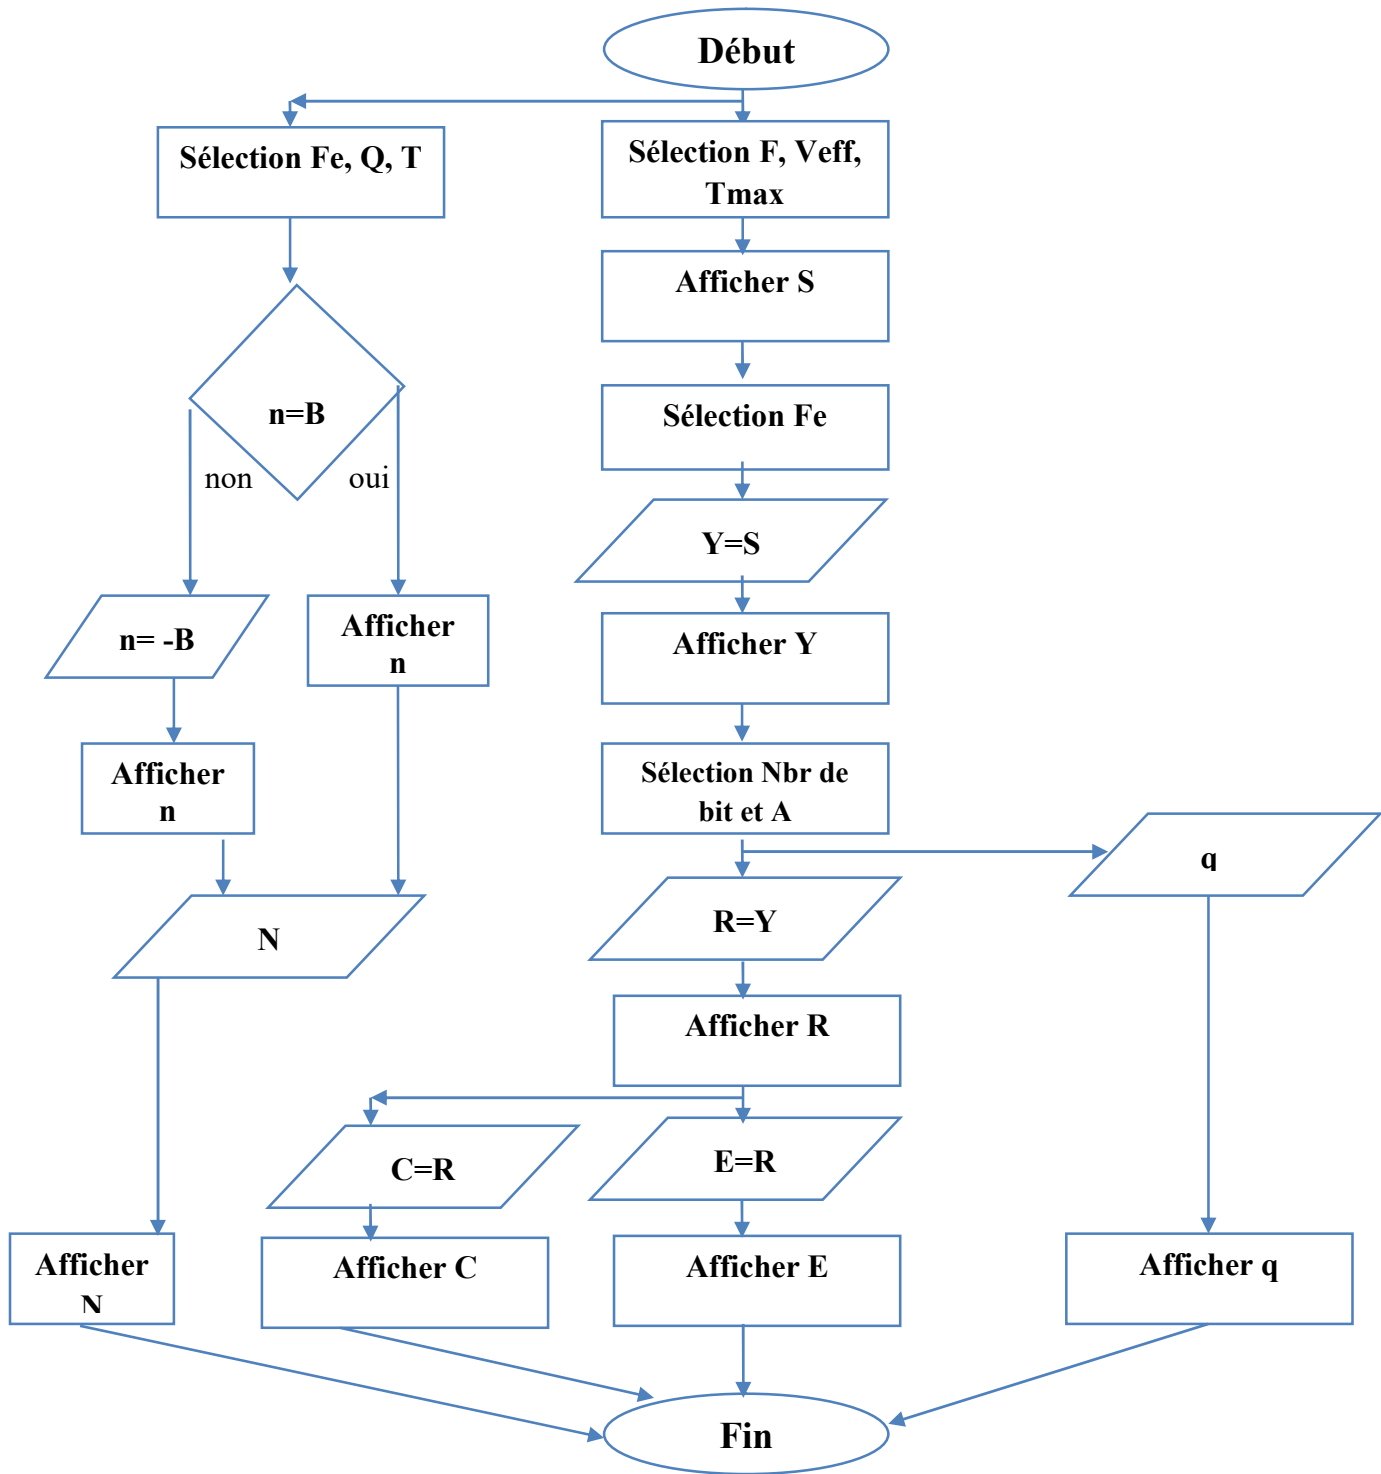 Début
Sélection Fe, Q, T
Sélection F, Veff,
Tmax
Afficher S
n=B
non
oui
Sélection Fe
Y=S
n= -B
Afficher
n
Afficher Y
Afficher
n
Sélection Nbr de
bit et A
q
N
R=Y
Afficher R
C=R
E=R
Afficher
N
Afficher C
Afficher E
Afficher q
Fin